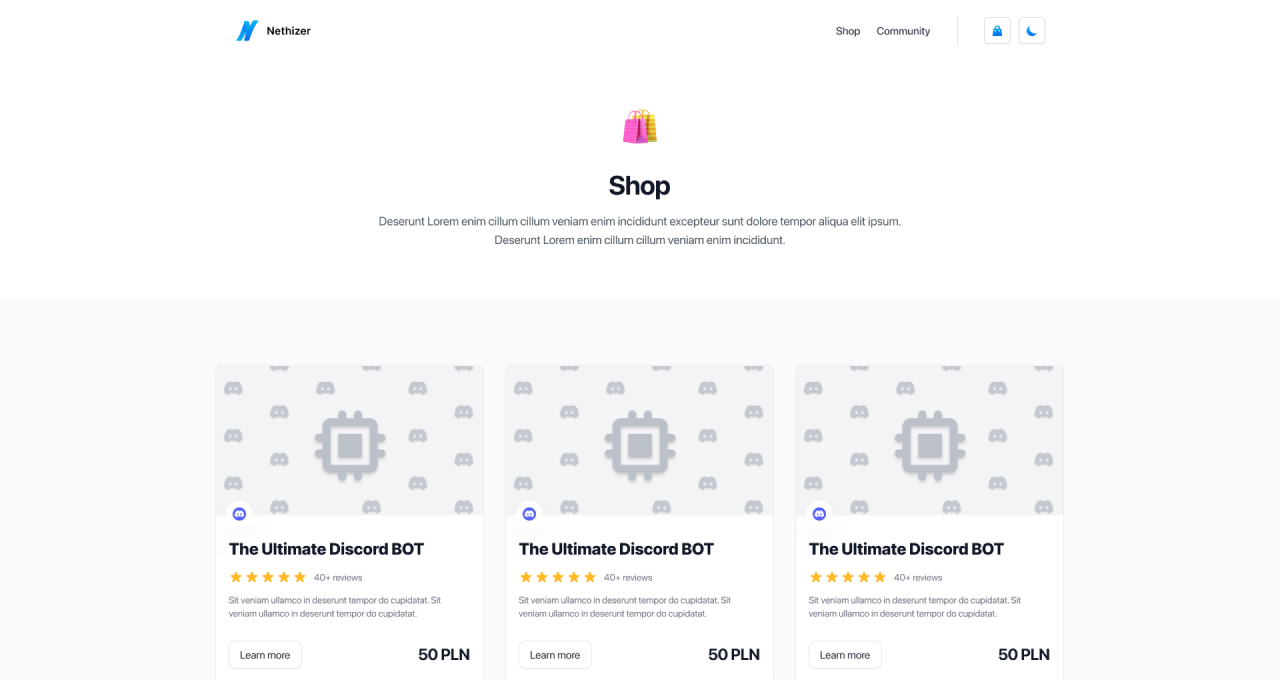 Nethizer
Shop
Community
Shop
Deserunt Lorem enim cillum cillum veniam enim incididunt excepteur sunt dolore tempor aliqua elit ipsum.
Deserunt Lorem enim cillum cillum veniam enim incididunt.
The Ultimate Discord BOT
40+ reviews
Sit veniam ullamco in deserunt tempor do cupidatat. Sit
veniam ullamco in deserunt tempor do cupidatat.
Learn more
50 PLN
The Ultimate Discord BOT
40+ reviews
Sit veniam ullamco in deserunt tempor do cupidatat. Sit
veniam ullamco in deserunt tempor do cupidatat.
Learn more
50 PLN
The Ultimate Discord BOT
40+ reviews
Sit veniam ullamco in deserunt tempor do cupidatat. Sit
veniam ullamco in deserunt tempor do cupidatat.
Learn more
50 PLN